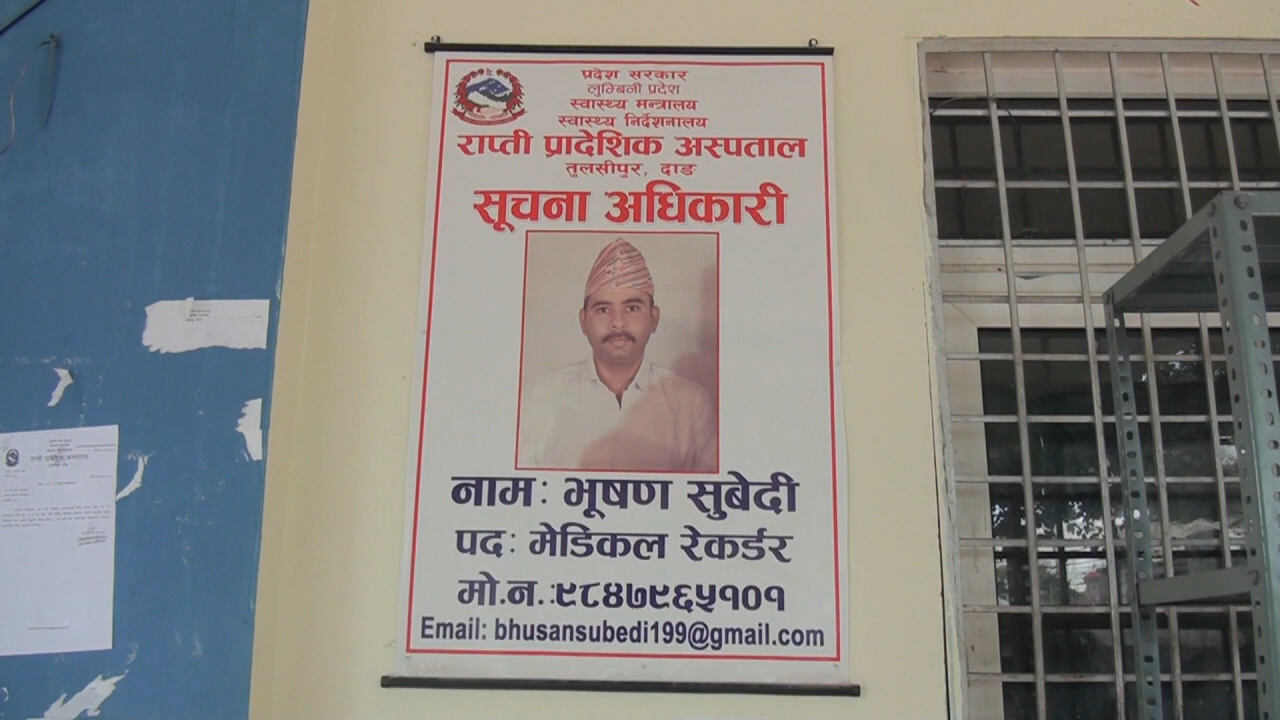 प्रदेश सरकार
लुम्बिनी प्रदेश
स्वास्थ्य मन्त्रालय
स्वास्थ्य निर्देशनालय
राप्ती प्रादेशिक अस्पताल
तुलसीपुर, दाङ
सूचना अधिकारी
नामः भूषण सुबेदी
पदः मेडिकल रेकर्डर
मो.न.:९८४७९६५१०१
Email: bhusansubedi199@gmail.com